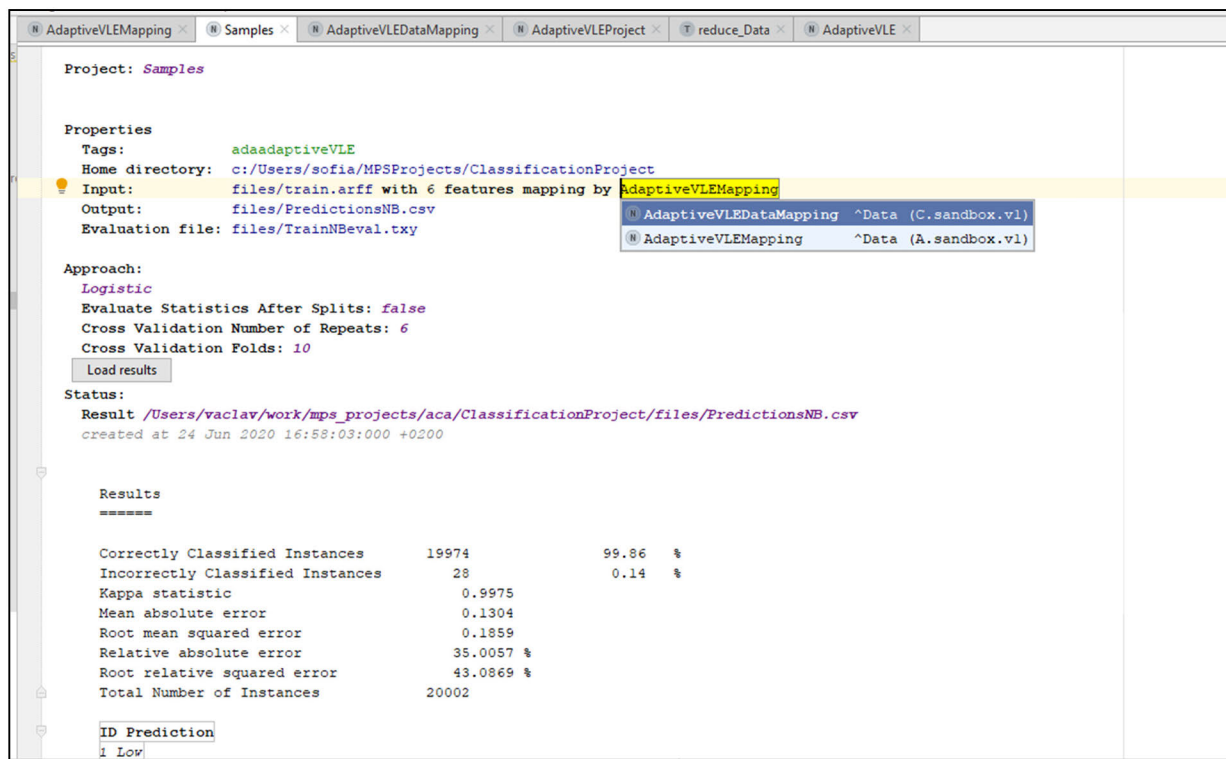 AdaptiveVLEMapping Samples AdaptiveVLEDataMapping AdaptiveVLEProject reduce_Data AdaptiveVLE
Project: Samples
Properties
Tags: adaadaptiveVLE
Home directory: c:/Users/sofia/MPSProjects/ClassificationProject
Input: files/train.arff with 6 features mapping by AdaptiveVLEMapping
Output: files/PredictionsNB.csv
N AdaptiveVLEDataMapping ^Data (C.sandbox.v1)
Evaluation file: files/TrainNBeval.txy
N AdaptiveVLEMapping ^Data (A.sandbox.v1)
Approach:
Logistic
Evaluate Statistics After Splits: false
Cross Validation Number of Repeats: 6
Cross Validation Folds: 10
Load results
Status:
Result /Users/vaclav/work/mps_projects/aca/ClassificationProject/files/PredictionsNB.csv
created at 24 Jun 2020 16:58:03:000 +0200
Results
======
Correctly Classified Instances 19974 99.86 %
Incorrectly Classified Instances 28 0.14 %
Kappa statistic 0.9975
Mean absolute error 0.1304
Root mean squared error 0.1859
Relative absolute error 35.0057 %
Root relative squared error 43.0869 %
Total Number of Instances 20002
ID Prediction
1 Low